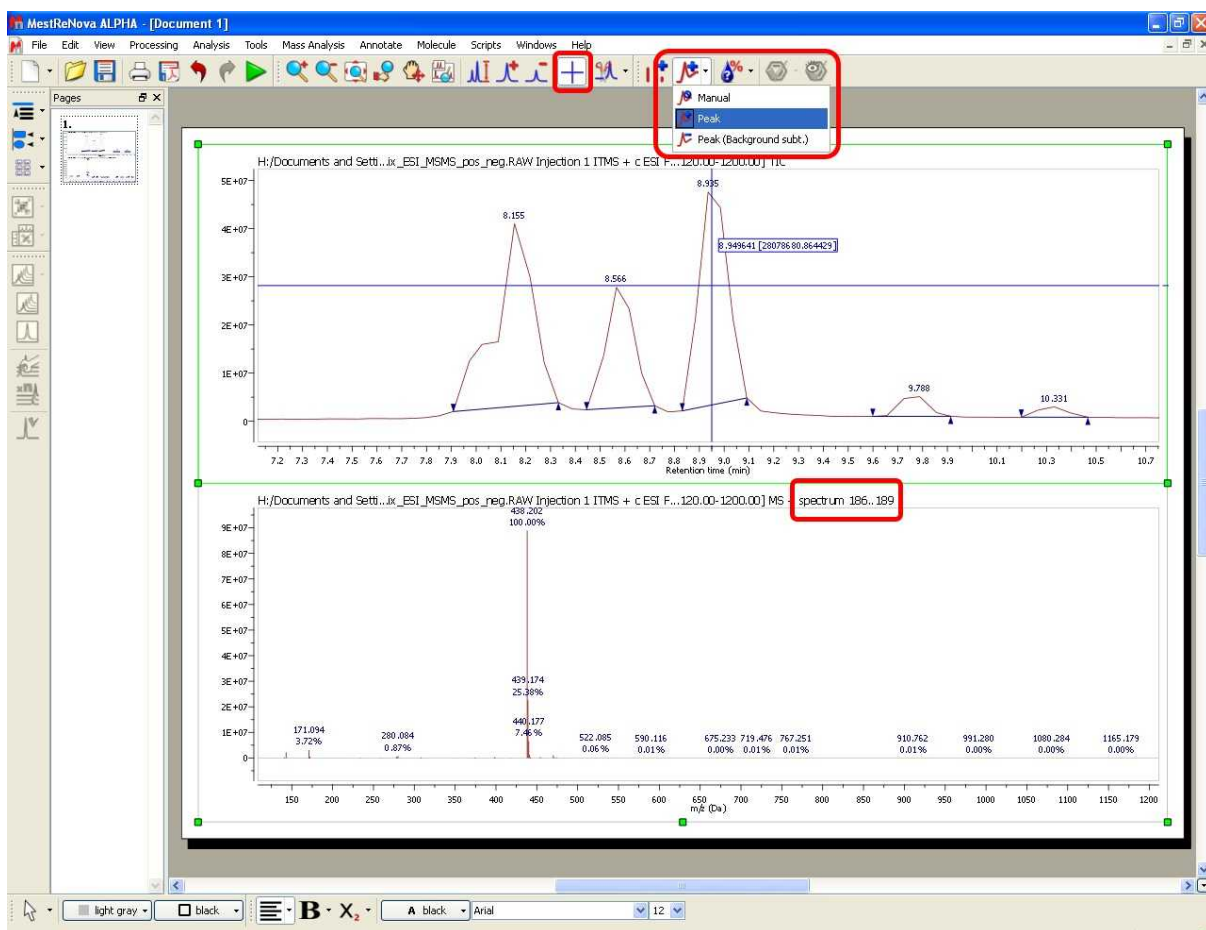 MestReNova ALPHA - [Document 1]
File Edit View Processing Analysis Tools Mass Analysis Annotate Molecule Scripts Windows Help
Pages
1.
Manual
Peak
Peak (Background subt.)
H:/Documents and Setti...ix_ESI_MSMS_pos_neg.RAW Injection 1 ITMS + c ESI F...120.00-1200.00] TIC
5E+07
4E+07
3E+07
2E+07
1E+07
0
8.155
8.566
8.935
8.949641 [28078680.864429]
9.788
10.331
7.2 7.3 7.4 7.5 7.6 7.7 7.8 7.9 8.0 8.1 8.2 8.3 8.4 8.5 8.6 8.7 8.8 8.9 9.0 9.1 9.2 9.3 9.4 9.5 9.6 9.7 9.8 9.9 10.1 10.3 10.5 10.7
Retention time (min)
H:/Documents and Setti...ix_ESI_MSMS_pos_neg.RAW Injection 1 ITMS + c ESI F...120.00-1200.00] MS - spectrum 186..189
9E+07
8E+07
7E+07
6E+07
5E+07
4E+07
3E+07
2E+07
1E+07
0
438.202
100.00%
439.174
25.38%
440.177
7.46%
171.094
3.72%
280.084
0.87%
522.085
0.06%
590.116
0.01%
675.233
0.00%
719.476
0.01%
767.251
0.01%
910.762
0.01%
991.280
0.00%
1080.284
0.00%
1165.179
0.00%
150 200 250 300 350 400 450 500 550 600 650 700 750 800 850 900 950 1000 1050 1100 1150 1200
m/z (Da)
light gray
black
B
X2
A black
Arial
12